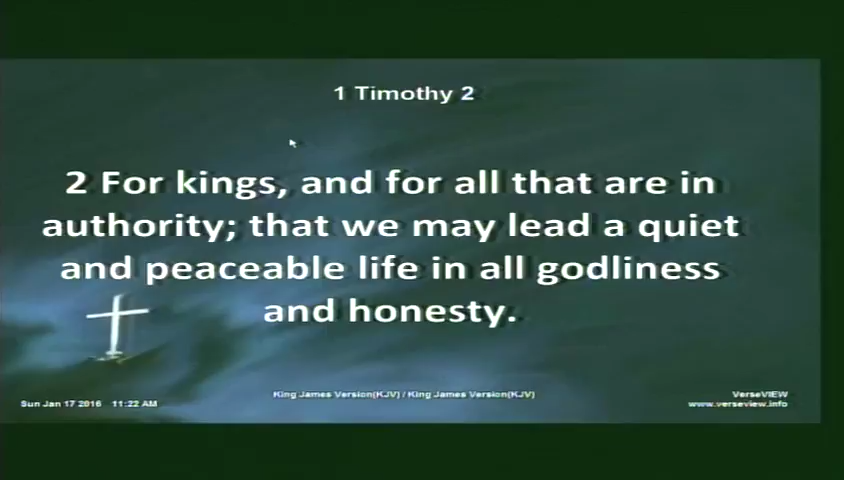 1 Timothy 2
2 For kings, and for all that are in
authority; that we may lead a quiet
and peaceable life in all godliness
and honesty.
Sun Jan 17 2016 11:22 AM
King James Version(KJV) / King James Version(KJV)
VerseVIEW
www.verseview.info